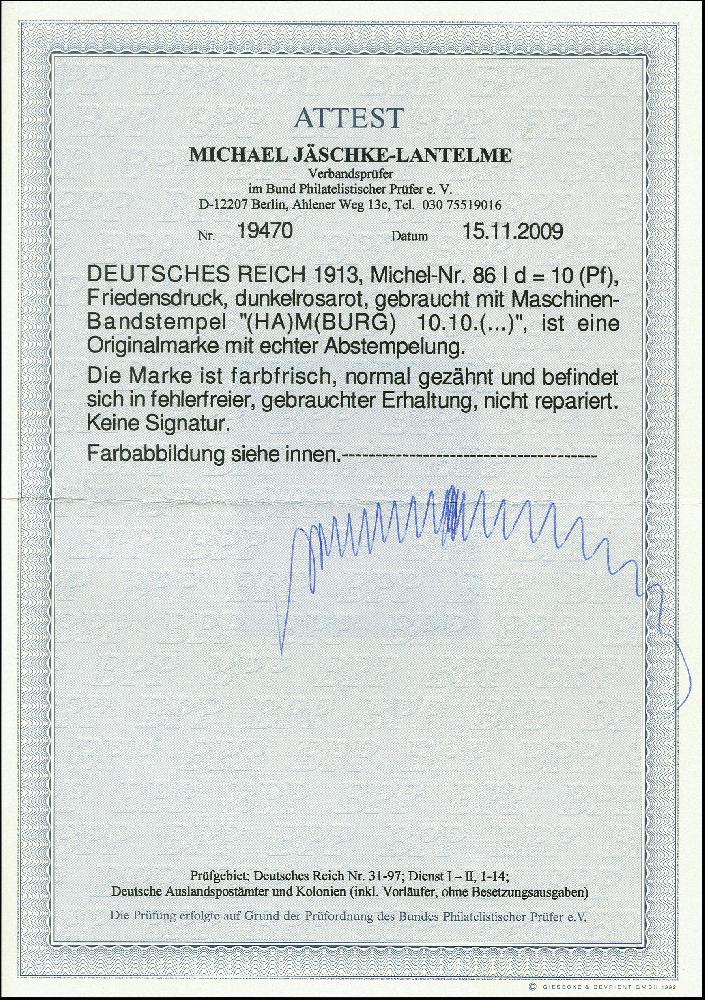 ATTEST
MICHAEL JÄSCHKE-LANTELME
Verbandsprüfer
im Bund Philatelistischer Prüfer e. V.
D-12207 Berlin, Ahlener Weg 13c, Tel. 030 75519016
Nr. 19470 Datum 15.11.2009
DEUTSCHES REICH 1913, Michel-Nr. 86 I d = 10 (Pf),
Friedensdruck, dunkelrosarot, gebraucht mit Maschinen-
Bandstempel "(HA)M(BURG) 10.10.(...)", ist eine
Originalmarke mit echter Abstempelung.
Die Marke ist farbfrisch, normal gezähnt und befindet
sich in fehlerfreier, gebrauchter Erhaltung, nicht repariert.
Keine Signatur.
Farbabbildung siehe innen.--------------------------------------
Prüfgebiet: Deutsches Reich Nr. 31-97; Dienst I – II, 1-14;
Deutsche Auslandspostämter und Kolonien (inkl. Vorläufer, ohne Besetzungsausgaben)
Die Prüfung erfolgte auf Grund der Prüfordnung des Bundes Philatelistischer Prüfer e.V.
© GIESECKE & DEVRIENT GMBH 1992